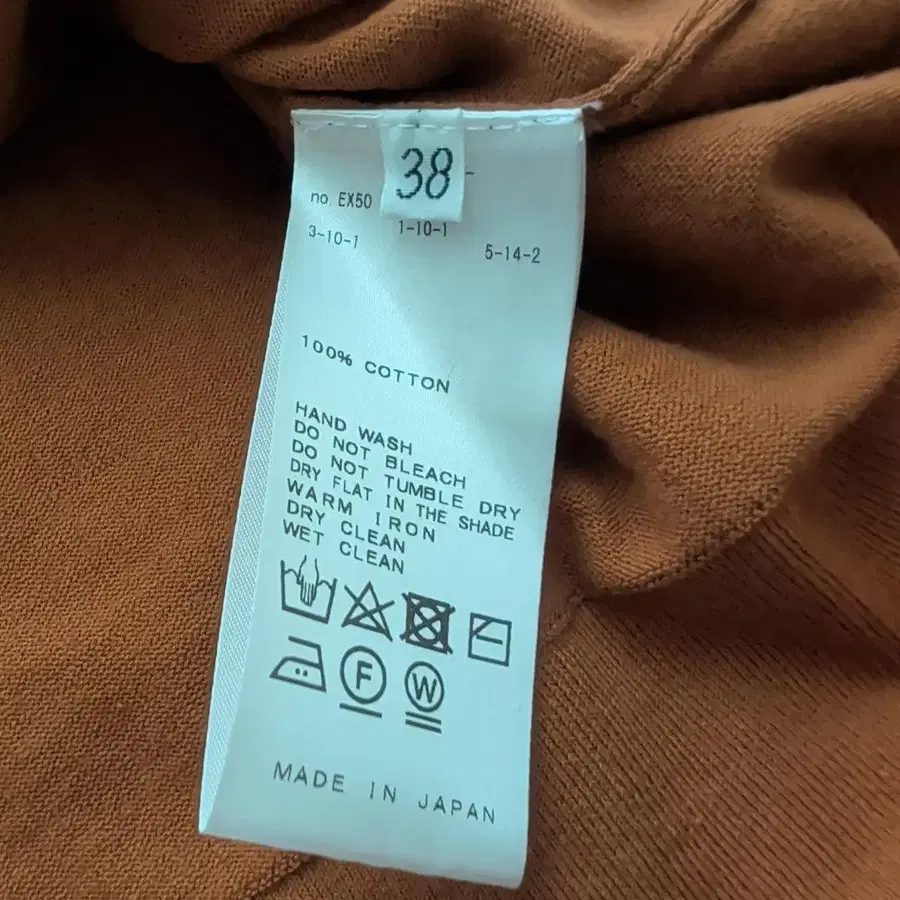 38
no. EX50
3-10-1 1-10-1 5-14-2
100% COTTON
HAND WASH
DO NOT BLEACH
DO NOT TUMBLE DRY
DRY FLAT IN THE SHADE
WARM IRON
DRY CLEAN
WET CLEAN
F W
MADE IN JAPAN